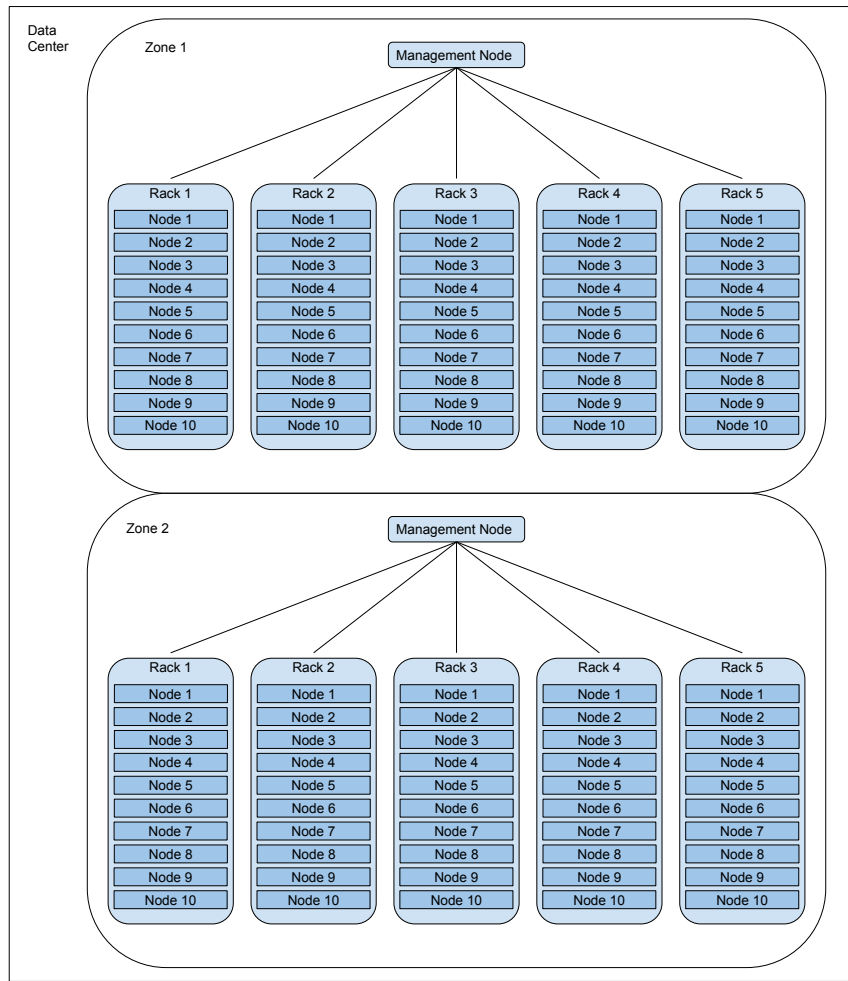 Data
Center
Zone 1
Management Node
Rack 1 Rack 2 Rack 3 Rack 4 Rack 5
Node 1 Node 1 Node 1 Node 1 Node 1
Node 2 Node 2 Node 2 Node 2 Node 2
Node 3 Node 3 Node 3 Node 3 Node 3
Node 4 Node 4 Node 4 Node 4 Node 4
Node 5 Node 5 Node 5 Node 5 Node 5
Node 6 Node 6 Node 6 Node 6 Node 6
Node 7 Node 7 Node 7 Node 7 Node 7
Node 8 Node 8 Node 8 Node 8 Node 8
Node 9 Node 9 Node 9 Node 9 Node 9
Node 10 Node 10 Node 10 Node 10 Node 10
Zone 2
Management Node
Rack 1 Rack 2 Rack 3 Rack 4 Rack 5
Node 1 Node 1 Node 1 Node 1 Node 1
Node 2 Node 2 Node 2 Node 2 Node 2
Node 3 Node 3 Node 3 Node 3 Node 3
Node 4 Node 4 Node 4 Node 4 Node 4
Node 5 Node 5 Node 5 Node 5 Node 5
Node 6 Node 6 Node 6 Node 6 Node 6
Node 7 Node 7 Node 7 Node 7 Node 7
Node 8 Node 8 Node 8 Node 8 Node 8
Node 9 Node 9 Node 9 Node 9 Node 9
Node 10 Node 10 Node 10 Node 10 Node 10